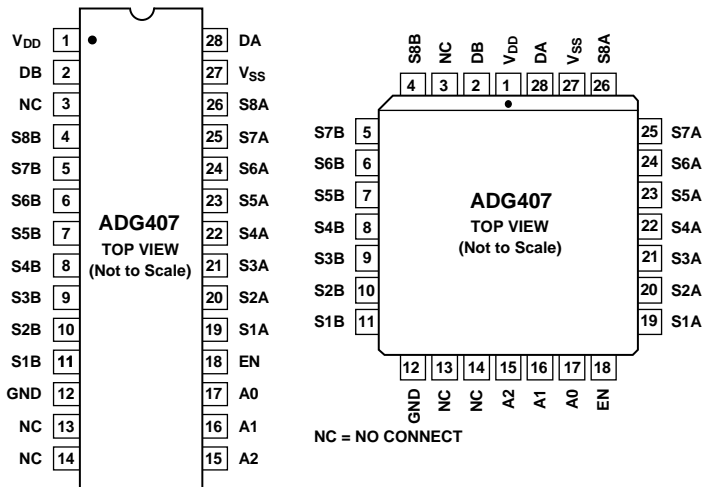 VDD 1
DB 2
NC 3
S8B 4
S7B 5
S6B 6
S5B 7
S4B 8
S3B 9
S2B 10
S1B 11
GND 12
NC 13
NC 14
ADG407
TOP VIEW
(Not to Scale)
28 DA
27 VSS
26 S8A
25 S7A
24 S6A
23 S5A
22 S4A
21 S3A
20 S2A
19 S1A
18 EN
17 A0
16 A1
15 A2
S8B NC DB VDD DA VSS S8A
4 3 2 1 28 27 26
S7B 5
S6B 6
S5B 7
S4B 8
S3B 9
S2B 10
S1B 11
ADG407
TOP VIEW
(Not to Scale)
25 S7A
24 S6A
23 S5A
22 S4A
21 S3A
20 S2A
19 S1A
12 13 14 15 16 17 18
GND NC NC A2 A1 A0 EN
NC = NO CONNECT